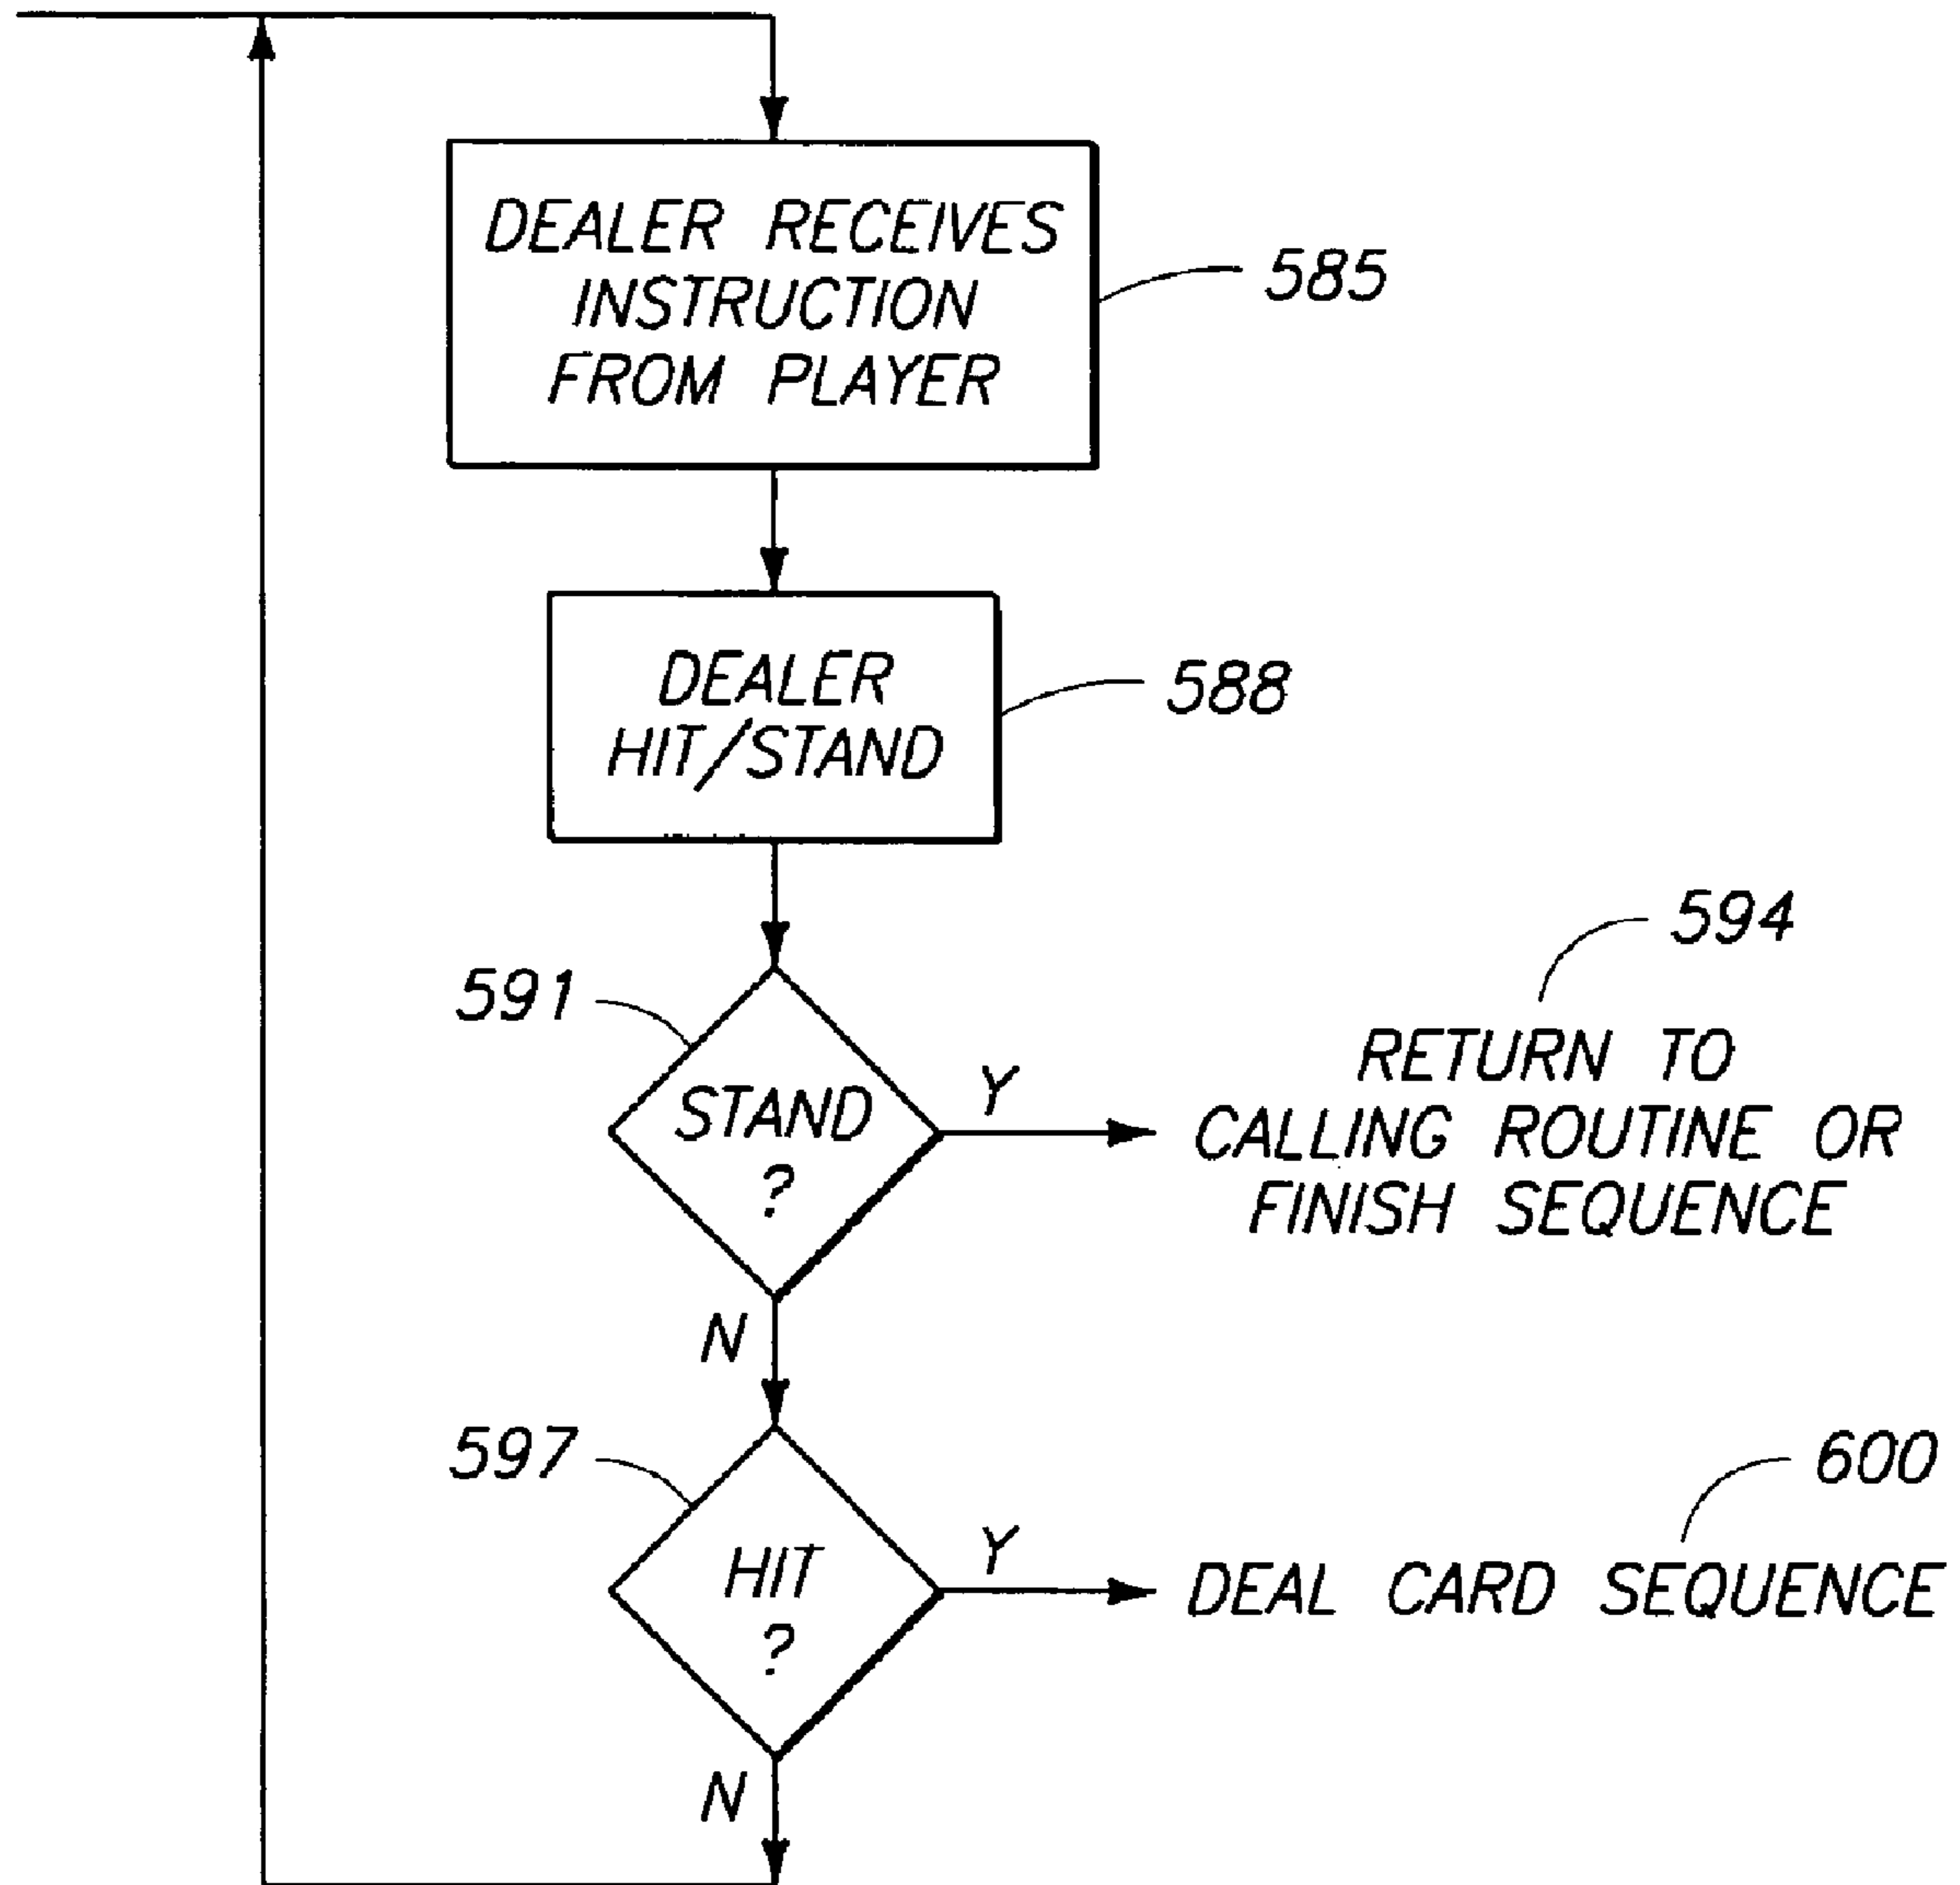 DEALER RECEIVES
INSTRUCTION
FROM PLAYER
585
DEALER
HIT/STAND
588
591
STAND
?
Y
594
RETURN TO
CALLING ROUTINE OR
FINISH SEQUENCE
N
597
HIT
?
Y
600
DEAL CARD SEQUENCE
N